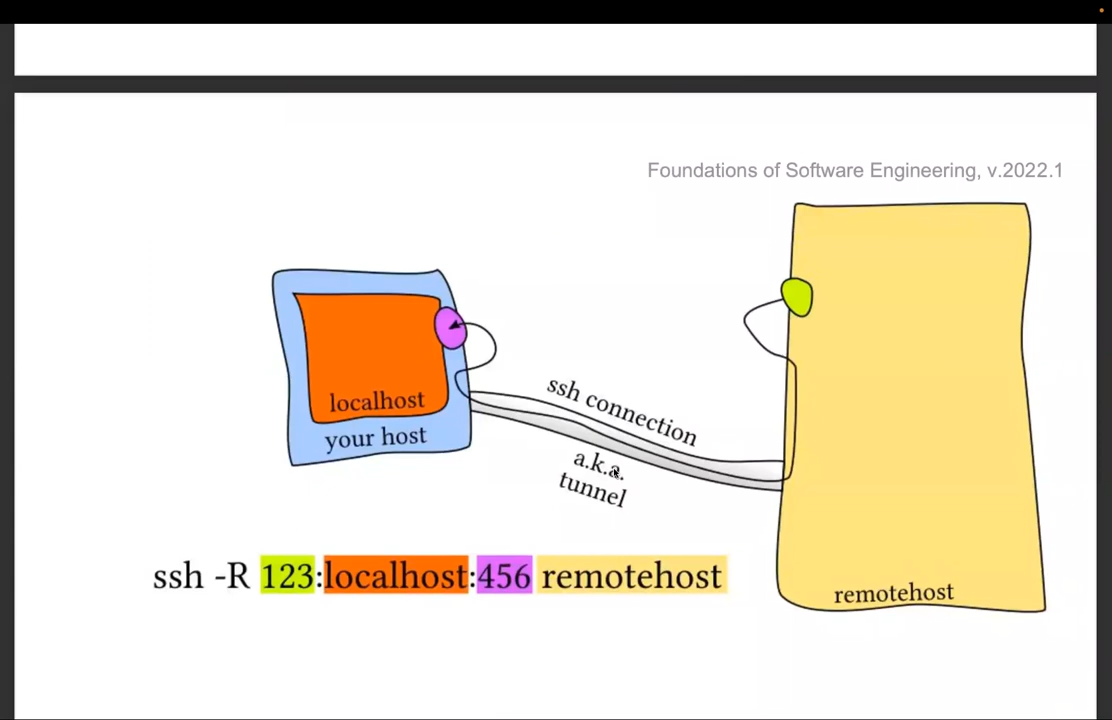 Foundations of Software Engineering, v.2022.1
localhost
your host
ssh connection
a.k.a.
tunnel
ssh -R 123:localhost:456 remotehost
remotehost